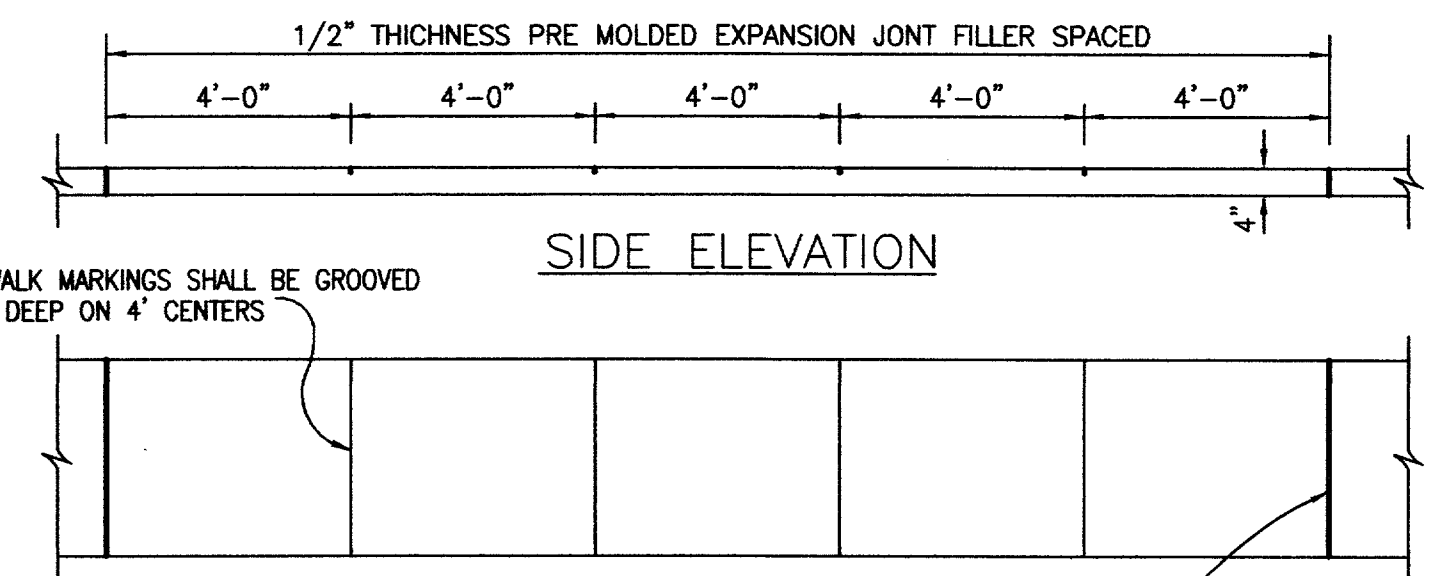 1/2" THICHNESS PRE MOLDED EXPANSION JONT FILLER SPACED
4'-0" 4'-0" 4'-0" 4'-0" 4'-0"
4"
SIDE ELEVATION
MARKINGS SHALL BE GROOVED
DEEP ON 4' CENTERS